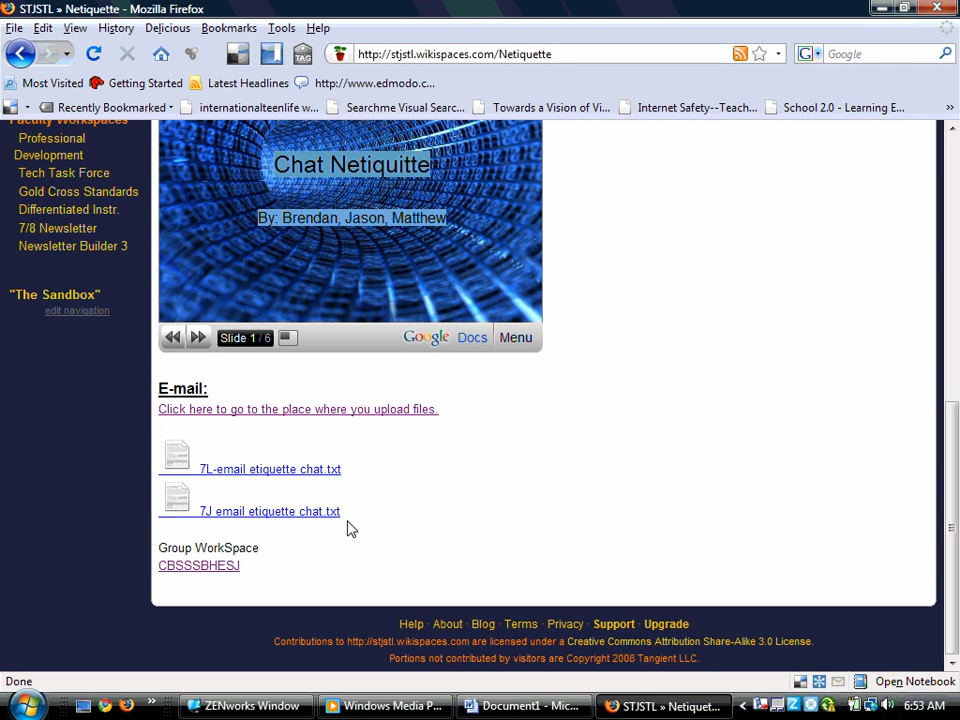 STJSTL » Netiquette - Mozilla Firefox
File Edit View History Delicious Bookmarks Tools Help
TAG http://stjstl.wikispaces.com/Netiquette G Google
Most Visited Getting Started Latest Headlines http://www.edmodo.c...
Recently Bookmarked internationalteenlife w... Searchme Visual Searc... Towards a Vision of Vi... Internet Safety--Teach... School 2.0 - Learning E... »
Faculty Workspaces
Professional
Development
Tech Task Force
Gold Cross Standards
Differentiated Instr.
7/8 Newsletter
Newsletter Builder 3
"The Sandbox"
edit navigation
Chat Netiquitte
By: Brendan, Jason, Matthew
Slide 1 / 6 Google Docs Menu
E-mail:
Click here to go to the place where you upload files.
7L-email etiquette chat.txt
7J email etiquette chat.txt
Group WorkSpace
CBSSSBHESJ
Help · About · Blog · Terms · Privacy · Support · Upgrade
Contributions to http://stjstl.wikispaces.com are licensed under a Creative Commons Attribution Share-Alike 3.0 License.
Portions not contributed by visitors are Copyright 2008 Tangient LLC.
Done Open Notebook
» ZENworks Window Windows Media P... Document1 - Mic... STJSTL » Netiquet... 6:53 AM